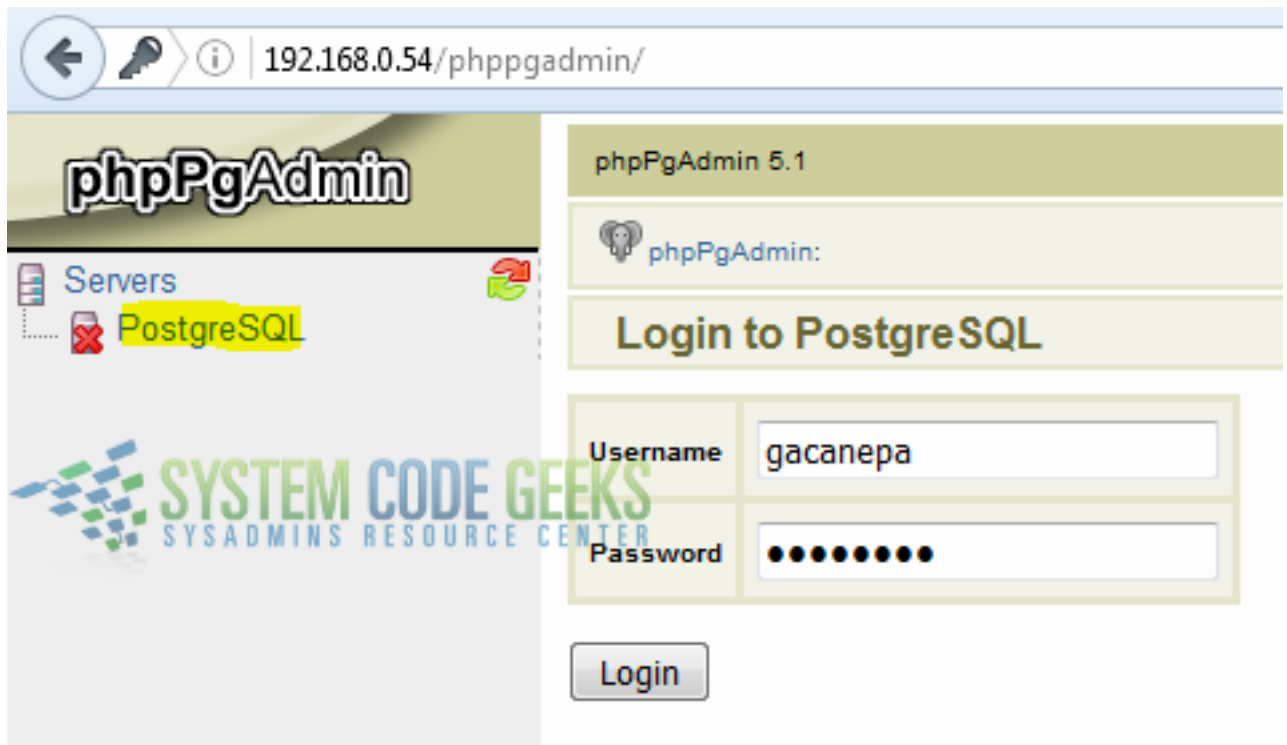 192.168.0.54/phppgadmin/
phpPgAdmin
Servers
PostgreSQL
phpPgAdmin 5.1
phpPgAdmin:
Login to PostgreSQL
Username gacanepa
Password ●●●●●●●●
Login
SYSTEM CODE GEEKS
SYSADMINS RESOURCE CENTER